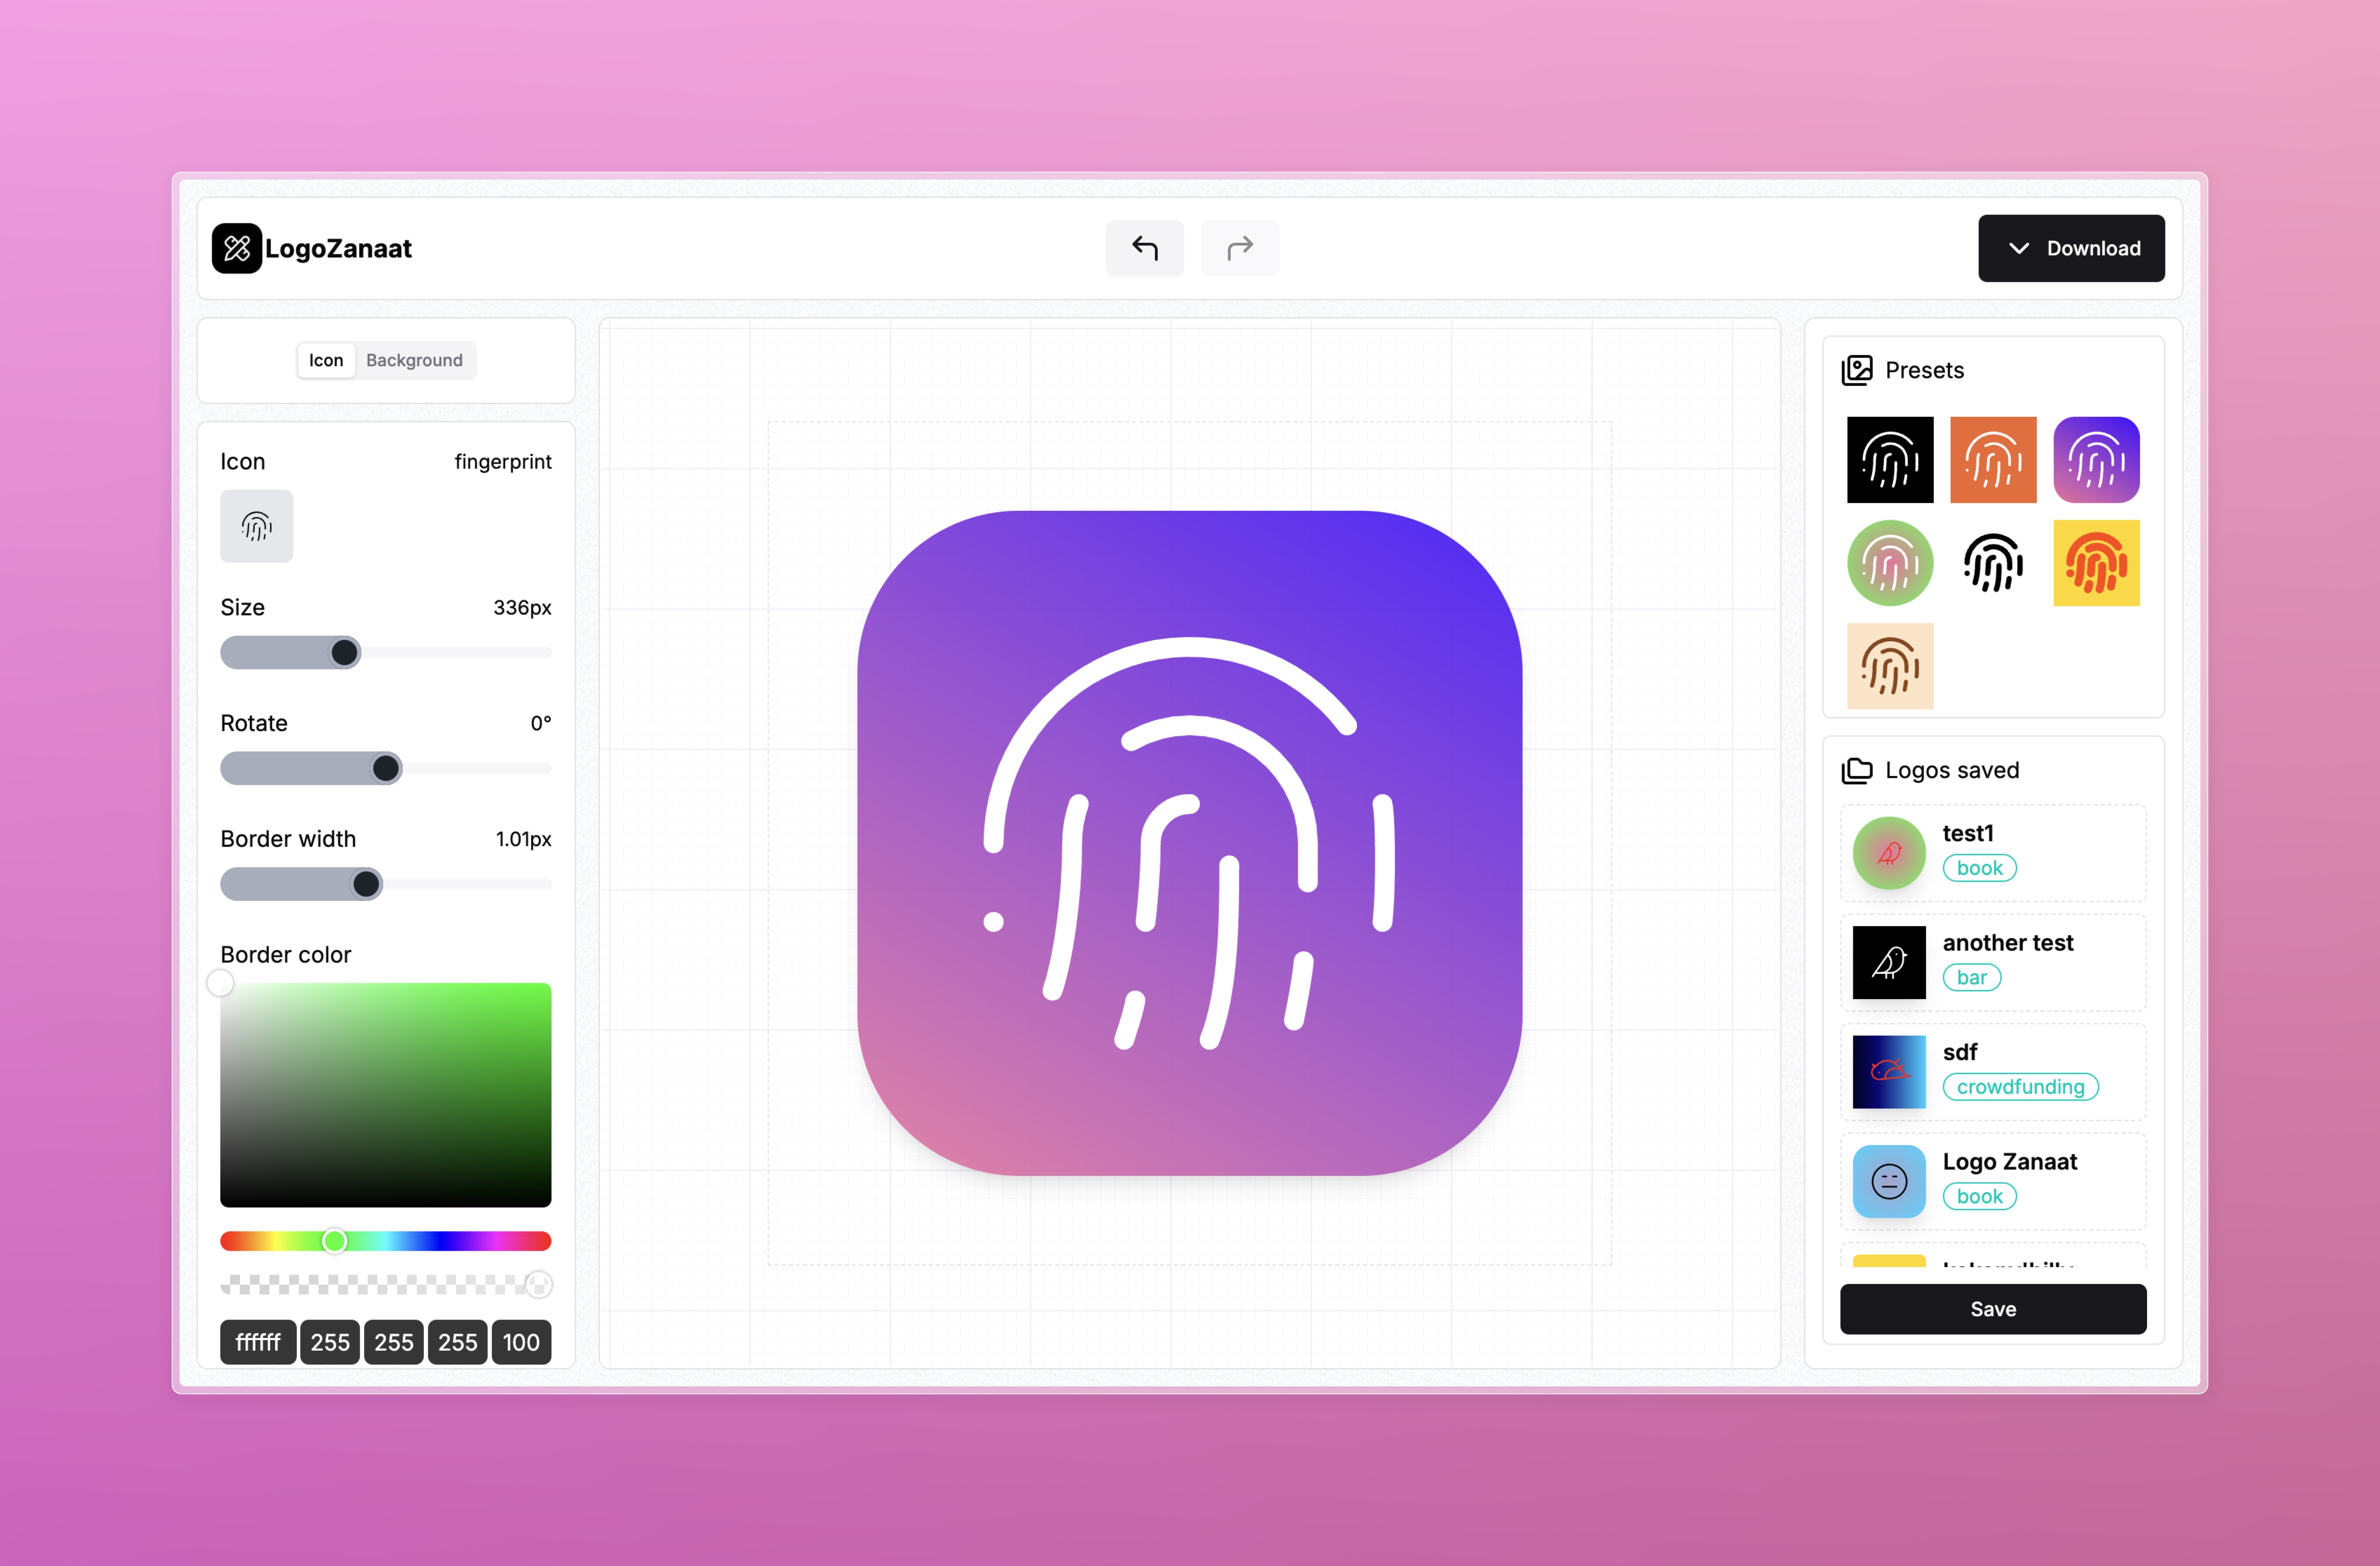 LogoZanaat
Download
Icon
Background
Icon
fingerprint
Size
336px
Rotate
0°
Border width
1.01px
Border color
ffffff
255
255
255
100
Presets
Logos saved
test1
book
another test
bar
sdf
crowdfunding
Logo Zanaat
book
Save